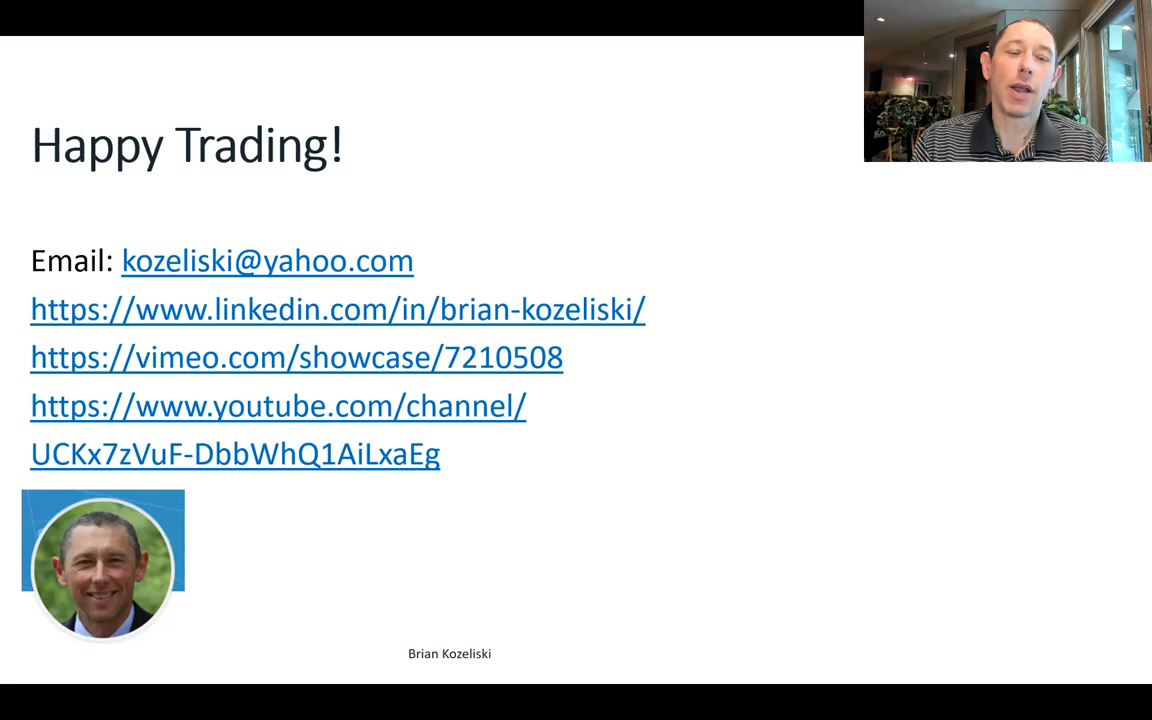 Happy Trading!
Email: kozeliski@yahoo.com
https://www.linkedin.com/in/brian-kozeliski/
https://vimeo.com/showcase/7210508
https://www.youtube.com/channel/
UCKx7zVuF-DbbWhQ1AiLxaEg
Brian Kozeliski